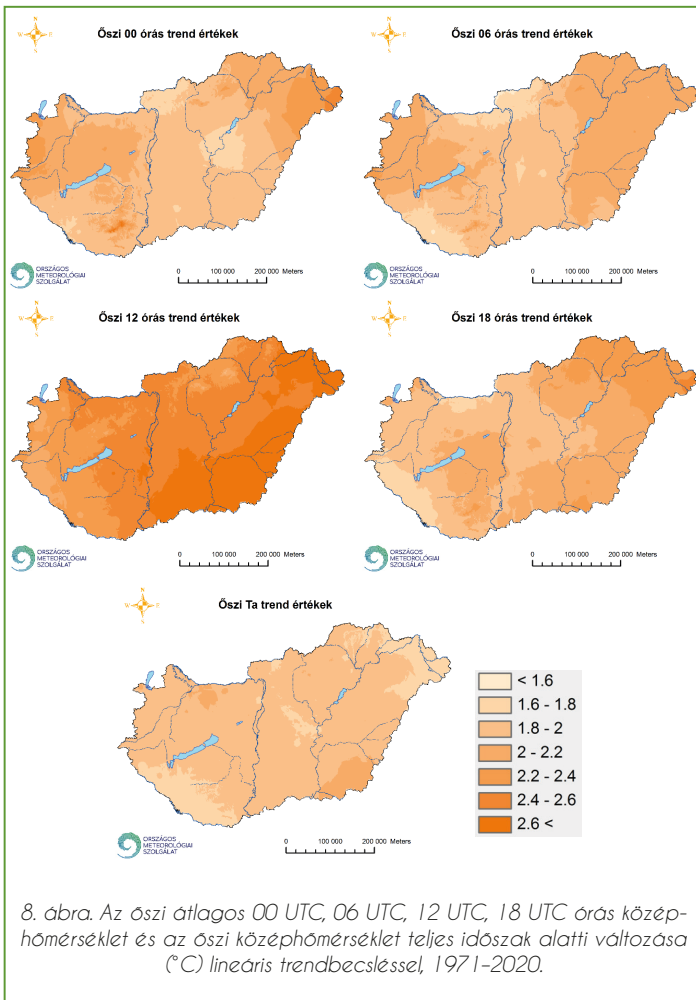 Őszi 00 órás trend értékek
N
W E
S
ORSZÁGOS
METEOROLÓGIAI
SZOLGÁLAT
0 100 000 200 000 Meters
Őszi 06 órás trend értékek
N
W E
S
ORSZÁGOS
METEOROLÓGIAI
SZOLGÁLAT
0 100 000 200 000 Meters
Őszi 12 órás trend értékek
N
W E
S
ORSZÁGOS
METEOROLÓGIAI
SZOLGÁLAT
0 100 000 200 000 Meters
Őszi 18 órás trend értékek
N
W E
S
ORSZÁGOS
METEOROLÓGIAI
SZOLGÁLAT
0 100 000 200 000 Meters
Őszi Ta trend értékek
N
W E
S
ORSZÁGOS
METEOROLÓGIAI
SZOLGÁLAT
0 100 000 200 000 Meters
< 1.6
1.6 - 1.8
1.8 - 2
2 - 2.2
2.2 - 2.4
2.4 - 2.6
2.6 <
8. ábra. Az őszi átlagos 00 UTC, 06 UTC, 12 UTC, 18 UTC órás közép-
hőmérséklet és az őszi középhőmérséklet teljes időszak alatti változása
(°C) lineáris trendbecsléssel, 1971–2020.